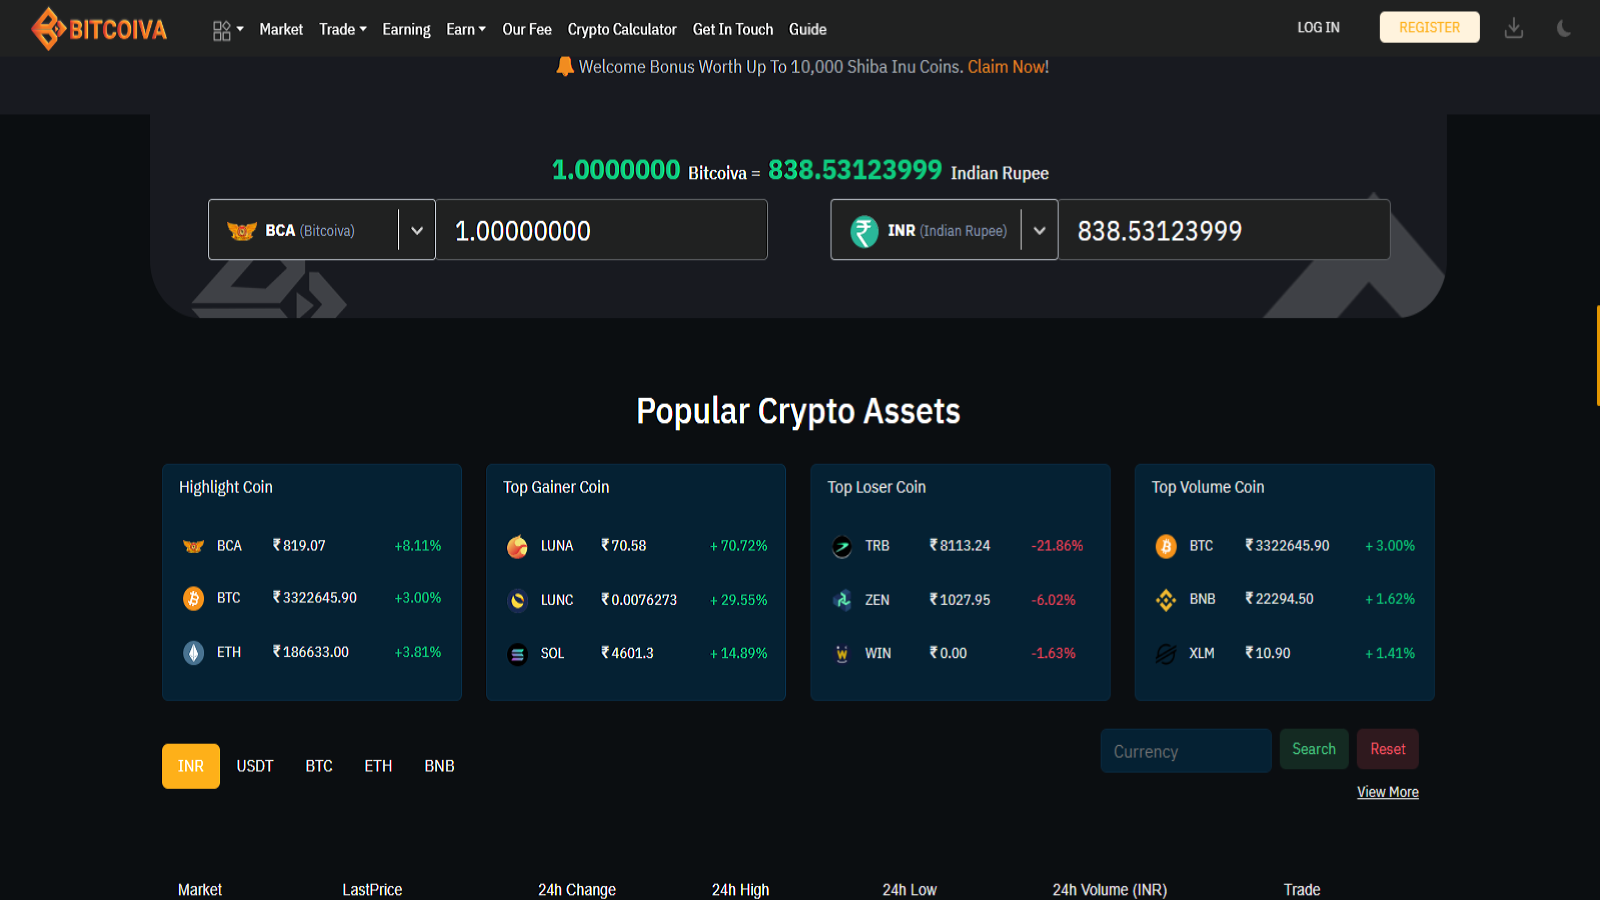 BITCOIVA Market Trade Earning Earn Our Fee Crypto Calculator Get In Touch Guide LOG IN REGISTER
Welcome Bonus Worth Up To 10,000 Shiba Inu Coins. Claim Now!
1.0000000 Bitcoiva = 838.53123999 Indian Rupee
BCA (Bitcoiva) 1.00000000 INR (Indian Rupee) 838.53123999
Popular Crypto Assets
Highlight Coin
BCA ₹ 819.07 +8.11%
BTC ₹ 3322645.90 +3.00%
ETH ₹ 186633.00 +3.81%
Top Gainer Coin
LUNA ₹ 70.58 + 70.72%
LUNC ₹ 0.0076273 + 29.55%
SOL ₹ 4601.3 + 14.89%
Top Loser Coin
TRB ₹ 8113.24 -21.86%
ZEN ₹ 1027.95 -6.02%
WIN ₹ 0.00 -1.63%
Top Volume Coin
BTC ₹ 3322645.90 + 3.00%
BNB ₹ 22294.50 + 1.62%
XLM ₹ 10.90 + 1.41%
INR USDT BTC ETH BNB
Currency Search Reset
View More
Market LastPrice 24h Change 24h High 24h Low 24h Volume (INR) Trade